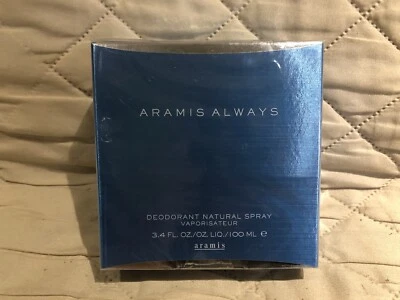 ARAMIS ALWAYS
DEODORANT NATURAL SPRAY
VAPORISATEUR
3.4 FL.OZ./OZ.LIQ./100 ML ℮
aramis